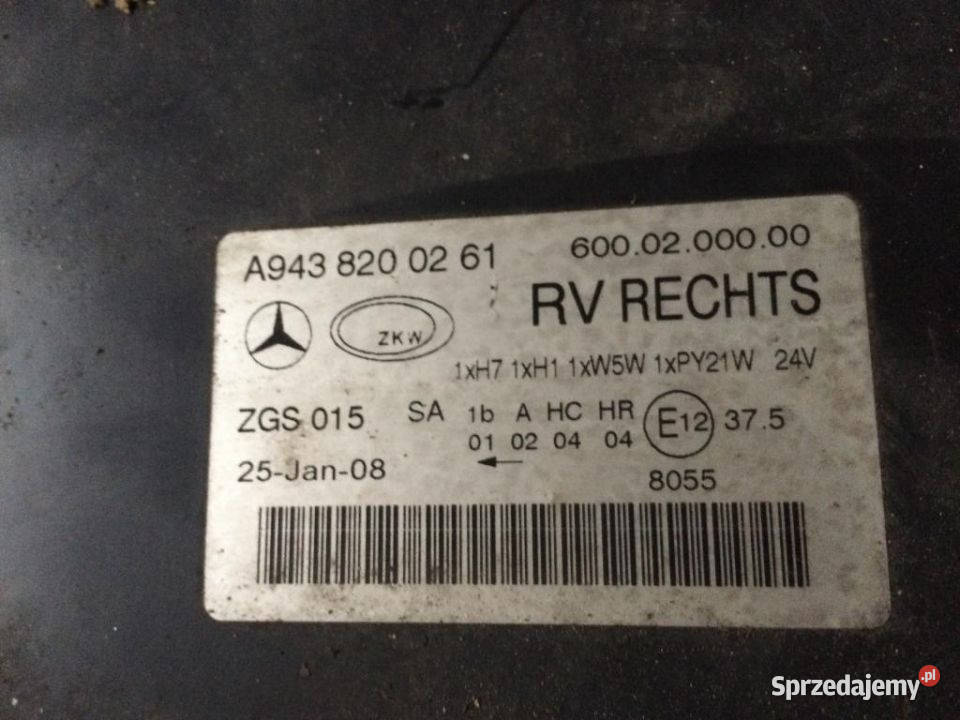 A943 820 02 61
600.02.000.00
ZKW
RV RECHTS
1xH7 1xH1 1xW5W 1xPY21W 24V
ZGS 015 SA 1b A HC HR E12 37.5
01 02 04 04
25-Jan-08
8055
Sprzedajemy.pl